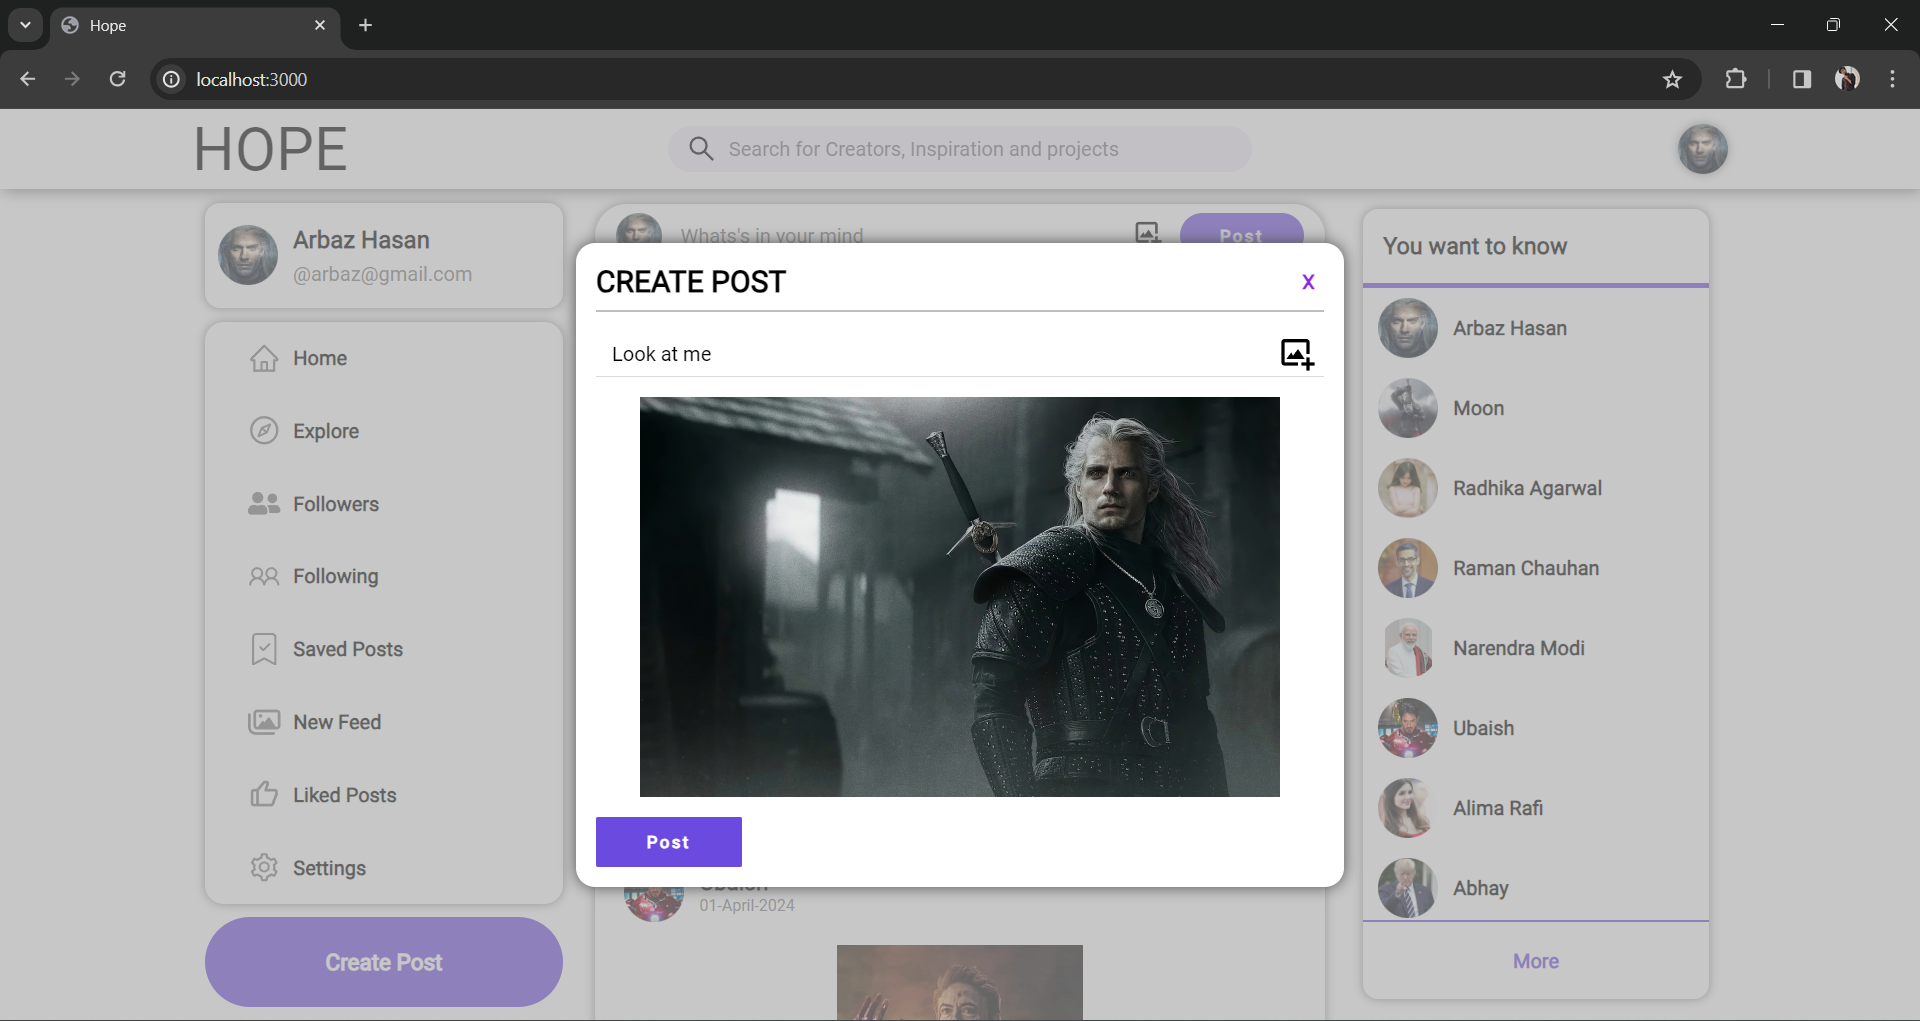 Hope
localhost:3000
HOPE
Search for Creators, Inspiration and projects
Arbaz Hasan
@arbaz@gmail.com
Home
Explore
Followers
Following
Saved Posts
New Feed
Liked Posts
Settings
Create Post
Whats's in your mind
Post
CREATE POST
X
Look at me
Post
Ubaish
01-April-2024
You want to know
Arbaz Hasan
Moon
Radhika Agarwal
Raman Chauhan
Narendra Modi
Ubaish
Alima Rafi
Abhay
More